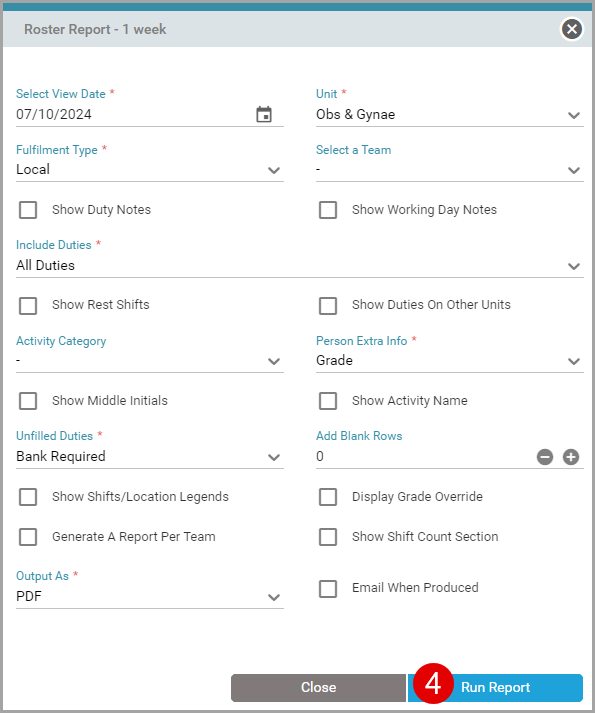 Roster Report - 1 week
Select View Date *
Unit *
07/10/2024
Obs & Gynae
Fulfilment Type *
Select a Team
Local
-
Show Duty Notes
Show Working Day Notes
Include Duties *
All Duties
Show Rest Shifts
Show Duties On Other Units
Activity Category
Person Extra Info *
-
Grade
Show Middle Initials
Show Activity Name
Unfilled Duties *
Add Blank Rows
Bank Required
0
Show Shifts/Location Legends
Display Grade Override
Generate A Report Per Team
Show Shift Count Section
Output As *
Email When Produced
PDF
Close
4
Run Report